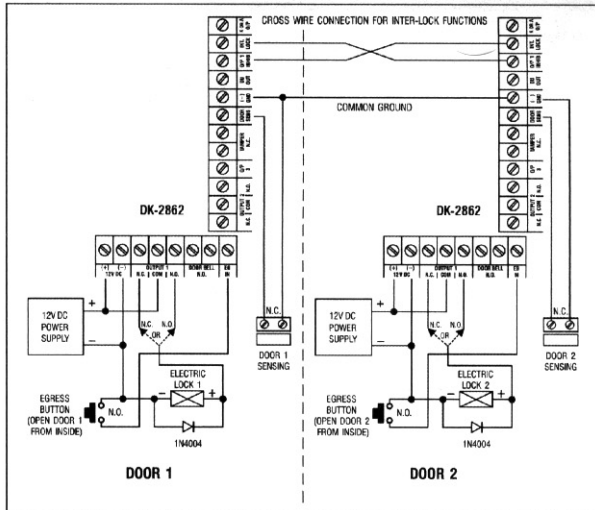 CROSS WIRE CONNECTION FOR INTER-LOCK FUNCTIONS
COMMON GROUND
DK-2862
(+) (-)
12V DC
OUTPUT 1
N.C. COM N.O.
DOOR BELL
N.O.
EG
IN
12V DC
POWER
SUPPLY
+
−
N.C. N.O.
OR
ELECTRIC
LOCK 1
− +
1N4004
EGRESS
BUTTON
(OPEN DOOR 1
FROM INSIDE)
N.O.
N.C.
DOOR 1
SENSING
DOOR 1
DK-2862
(+) (-)
12V DC
OUTPUT 1
N.C. COM N.O.
DOOR BELL
N.O.
EG
IN
12V DC
POWER
SUPPLY
+
−
N.C. N.O.
OR
ELECTRIC
LOCK 2
− +
1N4004
EGRESS
BUTTON
(OPEN DOOR 2
FROM INSIDE)
N.O.
N.C.
DOOR 2
SENSING
DOOR 2